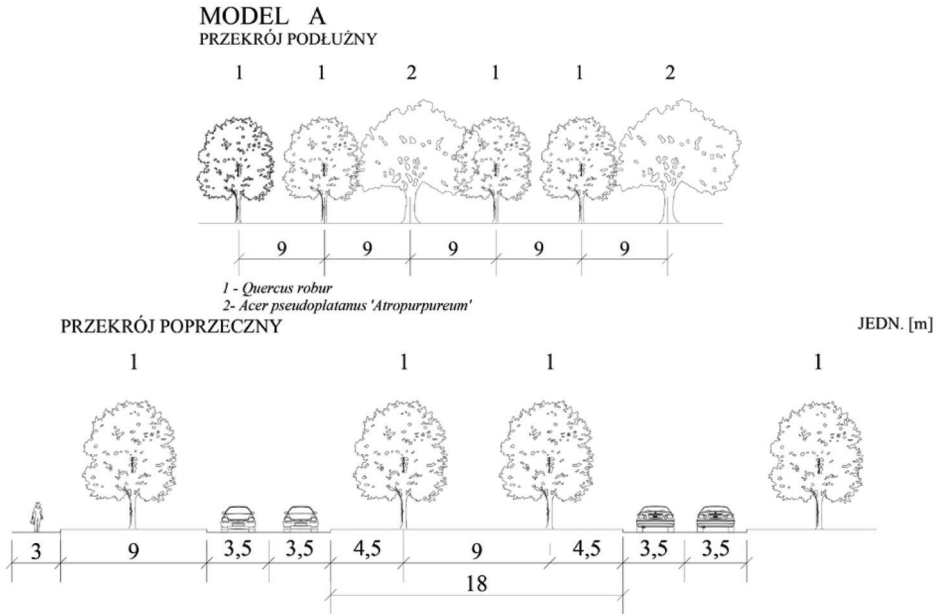 MODEL A
PRZEKRÓJ PODŁUŻNY
1 1 2 1 1 2
9 9 9 9 9
1 - Quercus robur
2- Acer pseudoplatanus 'Atropurpureum'
PRZEKRÓJ POPRZECZNY JEDN. [m]
1 1 1 1
3 9 3,5 3,5 4,5 9 4,5 3,5 3,5
18